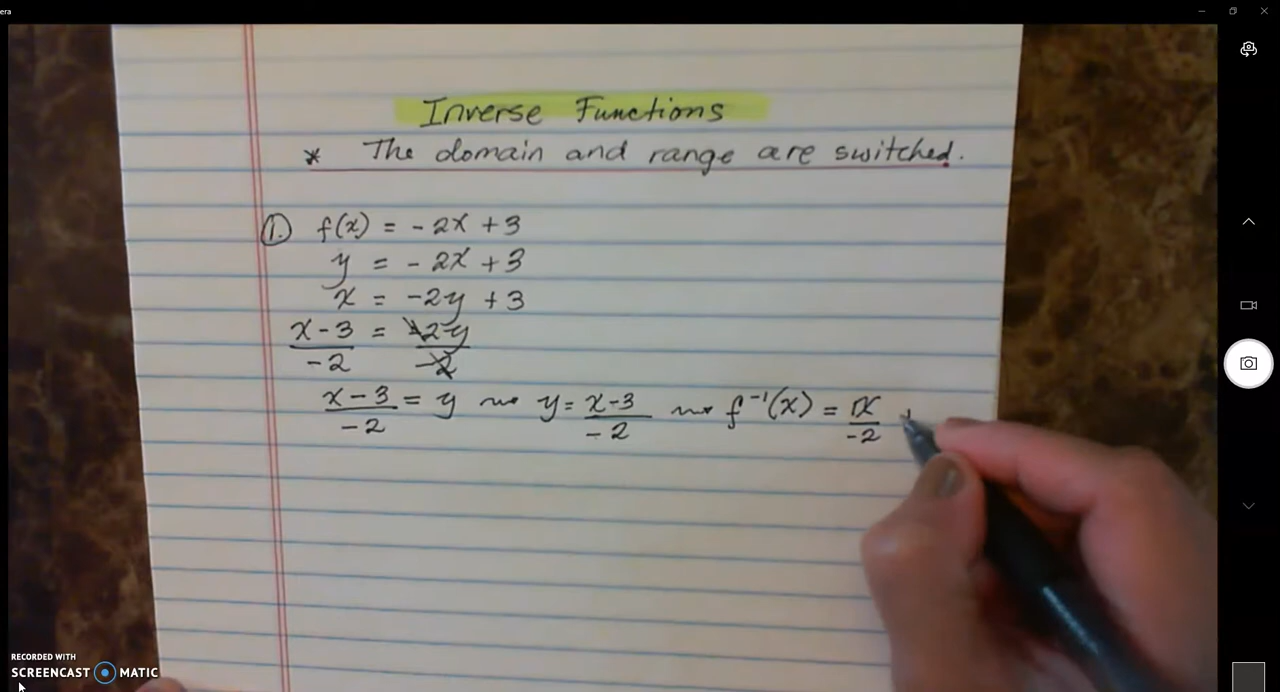 era
Inverse Functions
* The domain and range are switched.
1. f(x) = -2x + 3
y = -2x + 3
x = -2y + 3
(x - 3)/-2 = -2y/-2
(x - 3)/-2 = y ⇝ y = (x - 3)/-2 ⇝ f⁻¹(x) = 1x/-2
RECORDED WITH
SCREENCAST MATIC